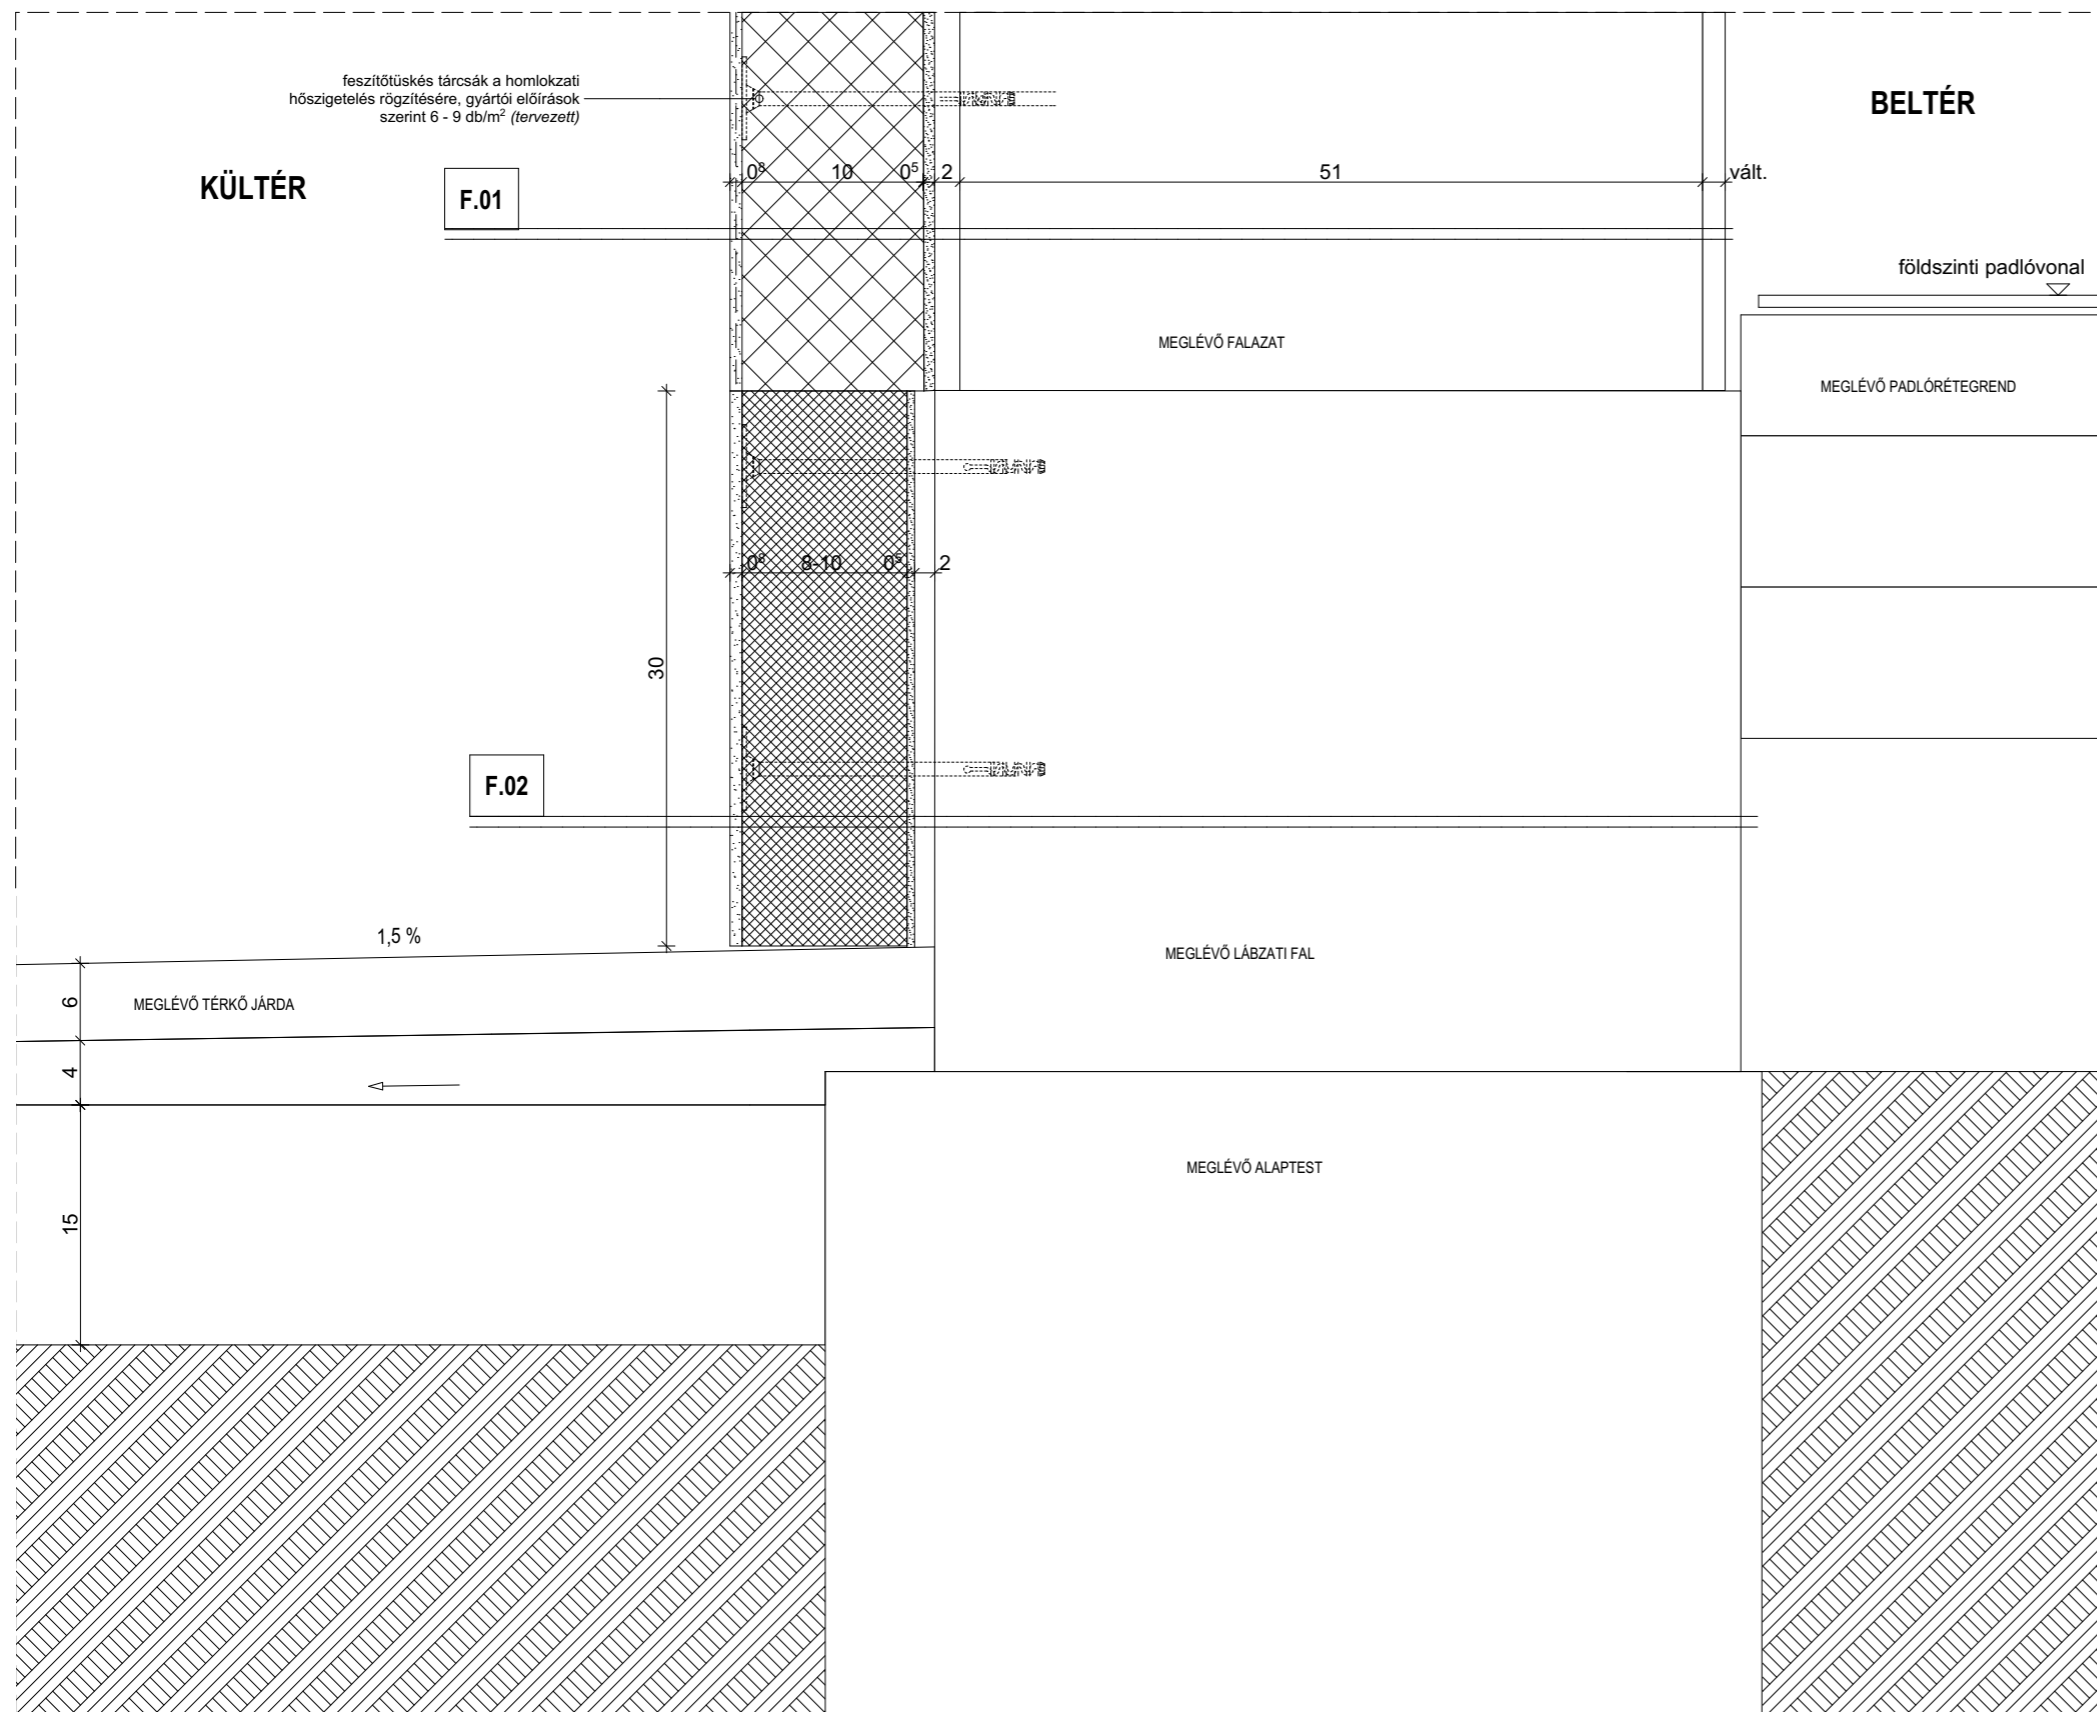 feszítőtüskés tárcsák a homlokzati
hőszigetelés rögzítésére, gyártói előírások
szerint 6 - 9 db/m² (tervezett)
BELTÉR
KÜLTÉR
F.01
0⁸ 10 0⁵ 2 51 vált.
földszinti padlóvonal
MEGLÉVŐ FALAZAT
MEGLÉVŐ PADLÓRÉTEGREND
0⁸ 8-10 0⁵ 2
30
F.02
1,5 %
MEGLÉVŐ LÁBZATI FAL
6
MEGLÉVŐ TÉRKŐ JÁRDA
4
MEGLÉVŐ ALAPTEST
15